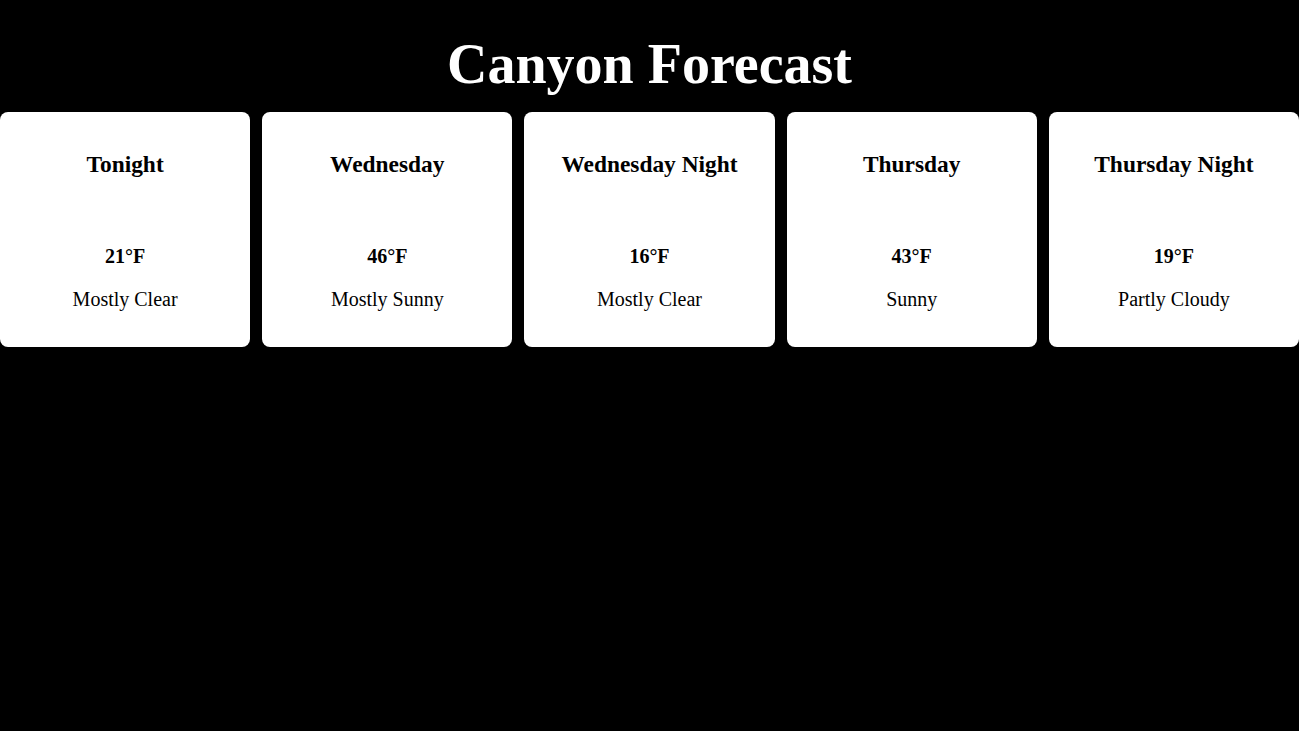 Canyon Forecast
Tonight
21°F
Mostly Clear
Wednesday
46°F
Mostly Sunny
Wednesday Night
16°F
Mostly Clear
Thursday
43°F
Sunny
Thursday Night
19°F
Partly Cloudy